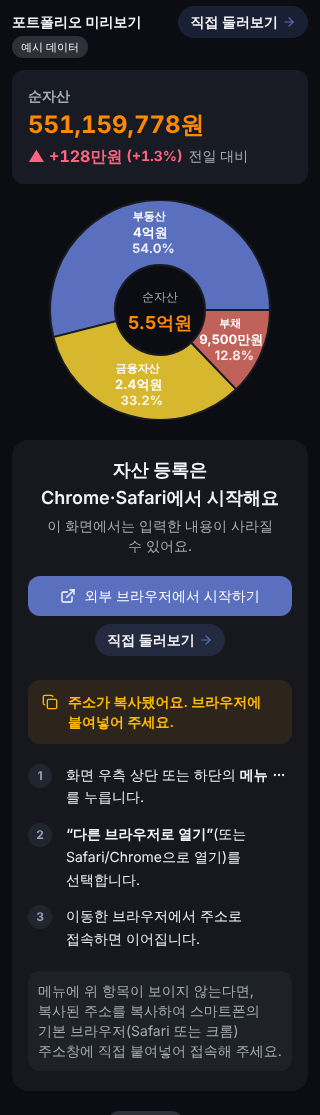 포트폴리오 미리보기
직접 둘러보기 →
예시 데이터
순자산
551,159,778원
▲ +128만원 (+1.3%) 전일 대비
부동산
4억원
54.0%
순자산
5.5억원
부채
9,500만원
12.8%
금융자산
2.4억원
33.2%
자산 등록은
Chrome·Safari에서 시작해요
이 화면에서는 입력한 내용이 사라질
수 있어요.
외부 브라우저에서 시작하기
직접 둘러보기 →
주소가 복사됐어요. 브라우저에
붙여넣어 주세요.
1 화면 우측 상단 또는 하단의 메뉴 ⋯
를 누릅니다.
2 “다른 브라우저로 열기”(또는
Safari/Chrome으로 열기)를
선택합니다.
3 이동한 브라우저에서 주소로
접속하면 이어집니다.
메뉴에 위 항목이 보이지 않는다면,
복사된 주소를 복사하여 스마트폰의
기본 브라우저(Safari 또는 크롬)
주소창에 직접 붙여넣어 접속해 주세요.